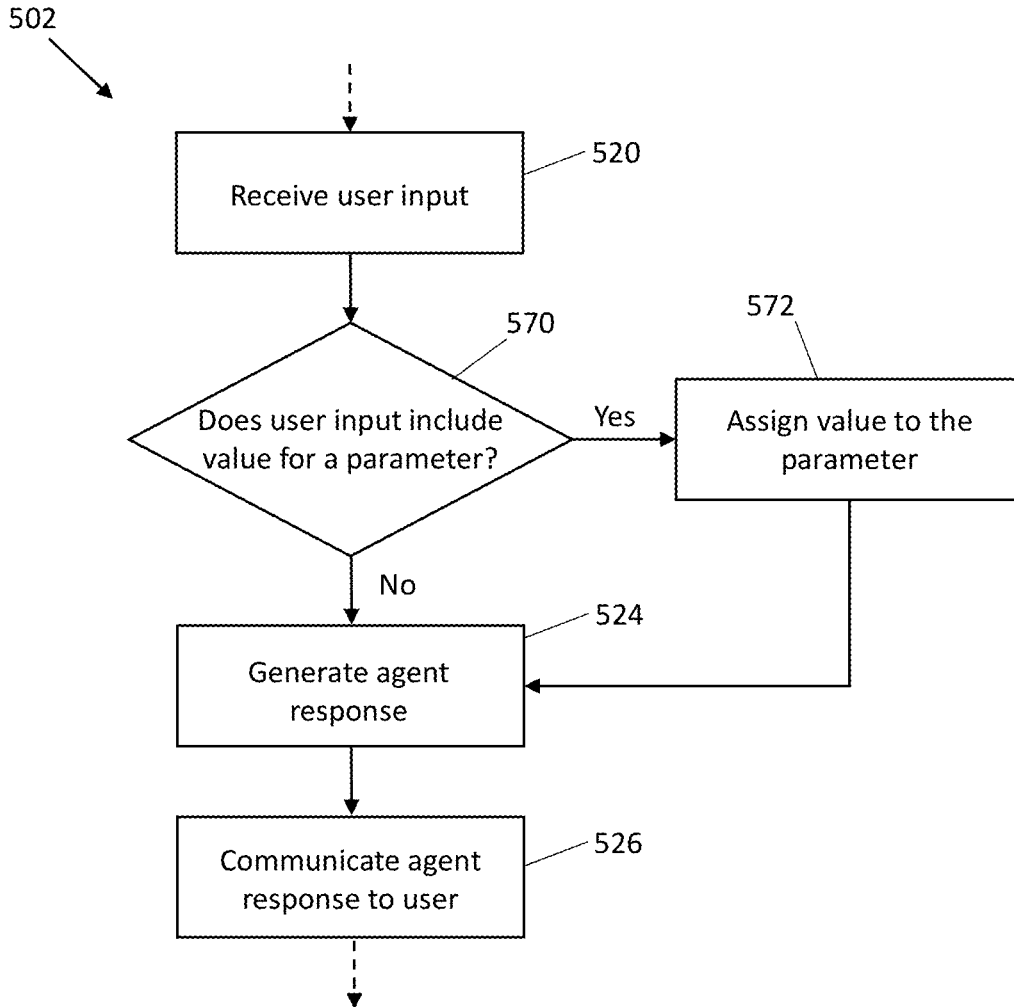 502
520
Receive user input
570
572
Does user input include
value for a parameter?
Yes
Assign value to the
parameter
No
524
Generate agent
response
526
Communicate agent
response to user